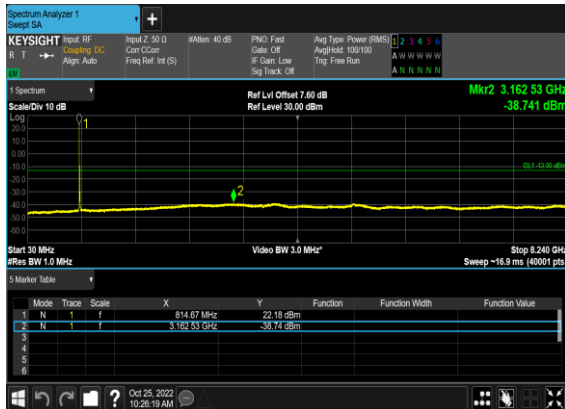 Spectrum Analyzer 1
Swept SA
+
KEYSIGHT Input: RF Input Z: 50 Ω #Atten: 40 dB PNO: Fast Avg Type: Power (RMS) 1 2 3 4 5 6
R T Coupling: DC Corr CCorr Gate: Off Avg|Hold: 100/100 A W W W W W
Align: Auto Freq Ref: Int (S) IF Gain: Low Trig: Free Run
LW Sig Track: Off A N N N N N
1 Spectrum Ref Lvl Offset 7.60 dB Mkr2 3.162 53 GHz
Scale/Div 10 dB Ref Level 30.00 dBm -38.741 dBm
Log
1
20.0
10.0
0.00
-10.0 DL1 -13.00 dBm
-20.0
-30.0 2
-40.0
-50.0
-60.0
Start 30 MHz Video BW 3.0 MHz* Stop 8.240 GHz
#Res BW 1.0 MHz Sweep ~16.9 ms (40001 pts)
5 Marker Table
Mode Trace Scale X Y Function Function Width Function Value
1 N 1 f 814.67 MHz 22.18 dBm
2 N 1 f 3.162 53 GHz -38.74 dBm
3
4
5
6
? Oct 25, 2022
10:26:19 AM